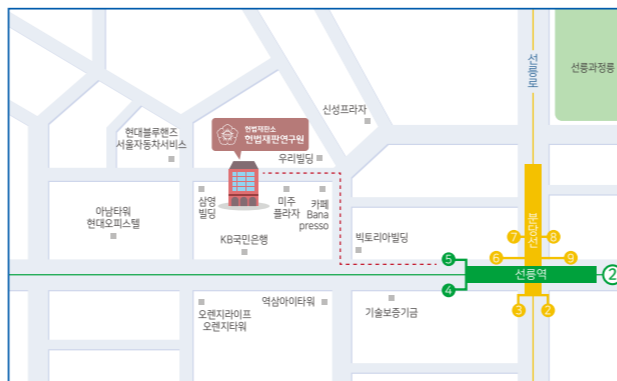 선릉로
선릉과정릉
신성프라자
헌법재판소
헌법재판연구원
현대블루핸즈
서울자동차서비스
우리빌딩
삼영
빌딩
미주
플라자
카페
Bana
presso
아남타워
현대오피스텔
KB국민은행
빅토리아빌딩
분당선
7
8
6
9
5
선릉역
2
4
3
2
오렌지라이프
오렌지타워
역삼아이타워
기술보증기금